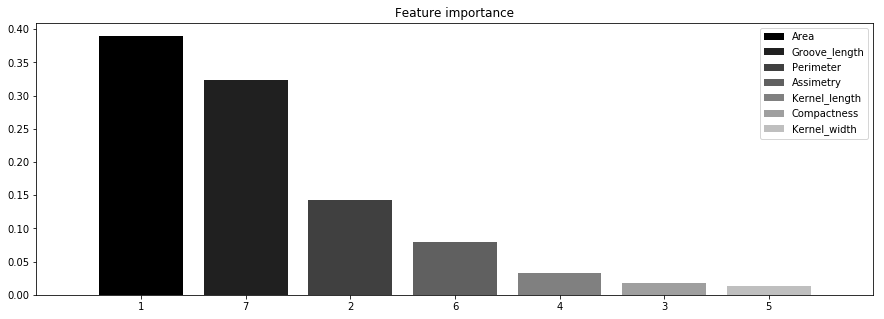 Feature importance
0.40
0.35
0.30
0.25
0.20
0.15
0.10
0.05
0.00
Area
Groove_length
Perimeter
Assimetry
Kernel_length
Compactness
Kernel_width
1 7 2 6 4 3 5